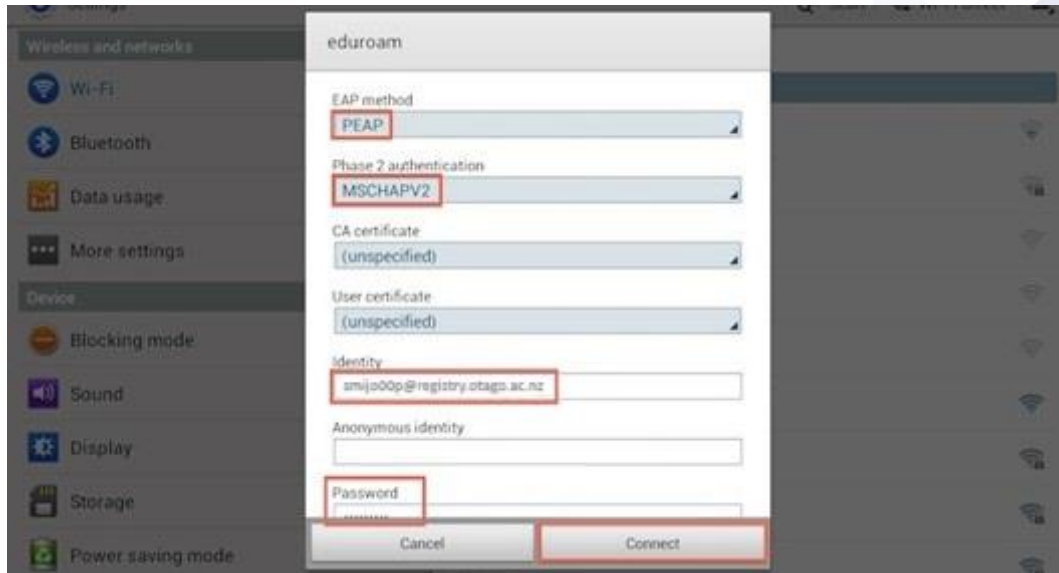 Settings
Wireless and networks
Wi-Fi
Bluetooth
Data usage
More settings
Device
Blocking mode
Sound
Display
Storage
Power saving mode
eduroam
EAP method
PEAP
Phase 2 authentication
MSCHAPV2
CA certificate
(unspecified)
User certificate
(unspecified)
Identity
smijo00p@registry.otago.ac.nz
Anonymous identity
Password
Cancel
Connect